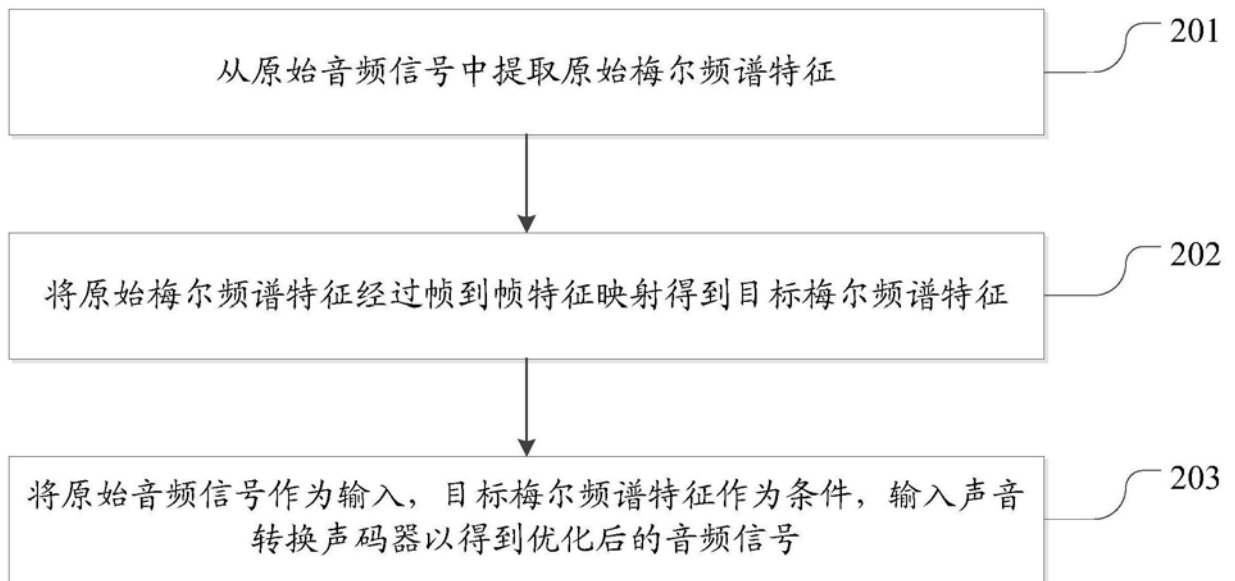 从原始音频信号中提取原始梅尔频谱特征
201
将原始梅尔频谱特征经过帧到帧特征映射得到目标梅尔频谱特征
202
将原始音频信号作为输入，目标梅尔频谱特征作为条件，输入声音
转换声码器以得到优化后的音频信号
203